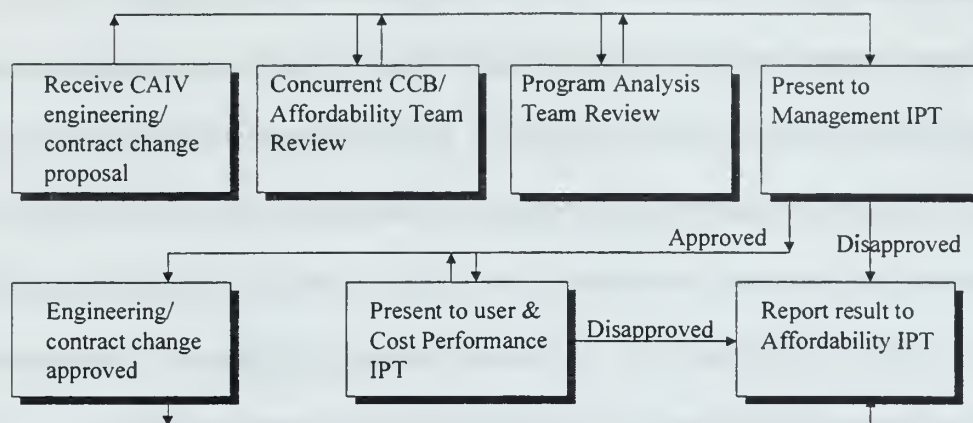 Receive CAIV
engineering/
contract change
proposal
Concurrent CCB/
Affordability Team
Review
Program Analysis
Team Review
Present to
Management IPT
Approved
Disapproved
Engineering/
contract change
approved
Present to user &
Cost Performance
IPT
Disapproved
Report result to
Affordability IPT